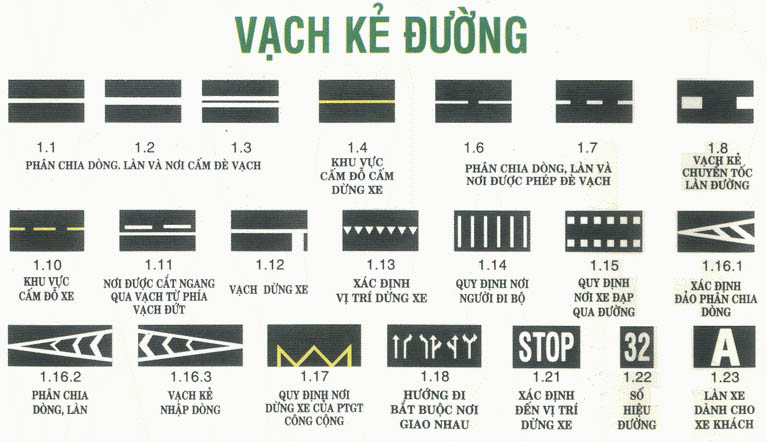 VẠCH KẺ ĐƯỜNG
1.1
1.2
1.3
PHÂN CHIA DÒNG. LÀN VÀ NƠI CẤM ĐÈ VẠCH
1.4
KHU VỰC
CẤM ĐỖ CẤM
DỪNG XE
1.6
1.7
PHÂN CHIA DÒNG, LÀN VÀ
NƠI ĐƯỢC PHÉP ĐÈ VẠCH
1.8
VẠCH KẺ
CHUYỂN TỐC
LÀN ĐƯỜNG
1.10
KHU VỰC
CẤM ĐỖ XE
1.11
NƠI ĐƯỢC CẮT NGANG
QUA VẠCH TỪ PHÍA
VẠCH ĐỨT
1.12
VẠCH DỪNG XE
1.13
XÁC ĐỊNH
VỊ TRÍ DỪNG XE
1.14
QUY ĐỊNH NƠI
NGƯỜI ĐI BỘ
1.15
QUY ĐỊNH
NƠI XE ĐẠP
QUA ĐƯỜNG
1.16.1
XÁC ĐỊNH
ĐẢO PHÂN CHIA
DÒNG
1.16.2
PHÂN CHIA
DÒNG, LÀN
1.16.3
VẠCH KẺ
NHẬP DÒNG
1.17
QUY ĐỊNH NƠI
DỪNG XE CỦA PTGT
CÔNG CỘNG
1.18
HƯỚNG ĐI
BẮT BUỘC NƠI
GIAO NHAU
STOP
1.21
XÁC ĐỊNH
ĐẾN VỊ TRÍ
DỪNG XE
32
1.22
SỐ
HIỆU
ĐƯỜNG
A
1.23
LÀN XE
DÀNH CHO
XE KHÁCH